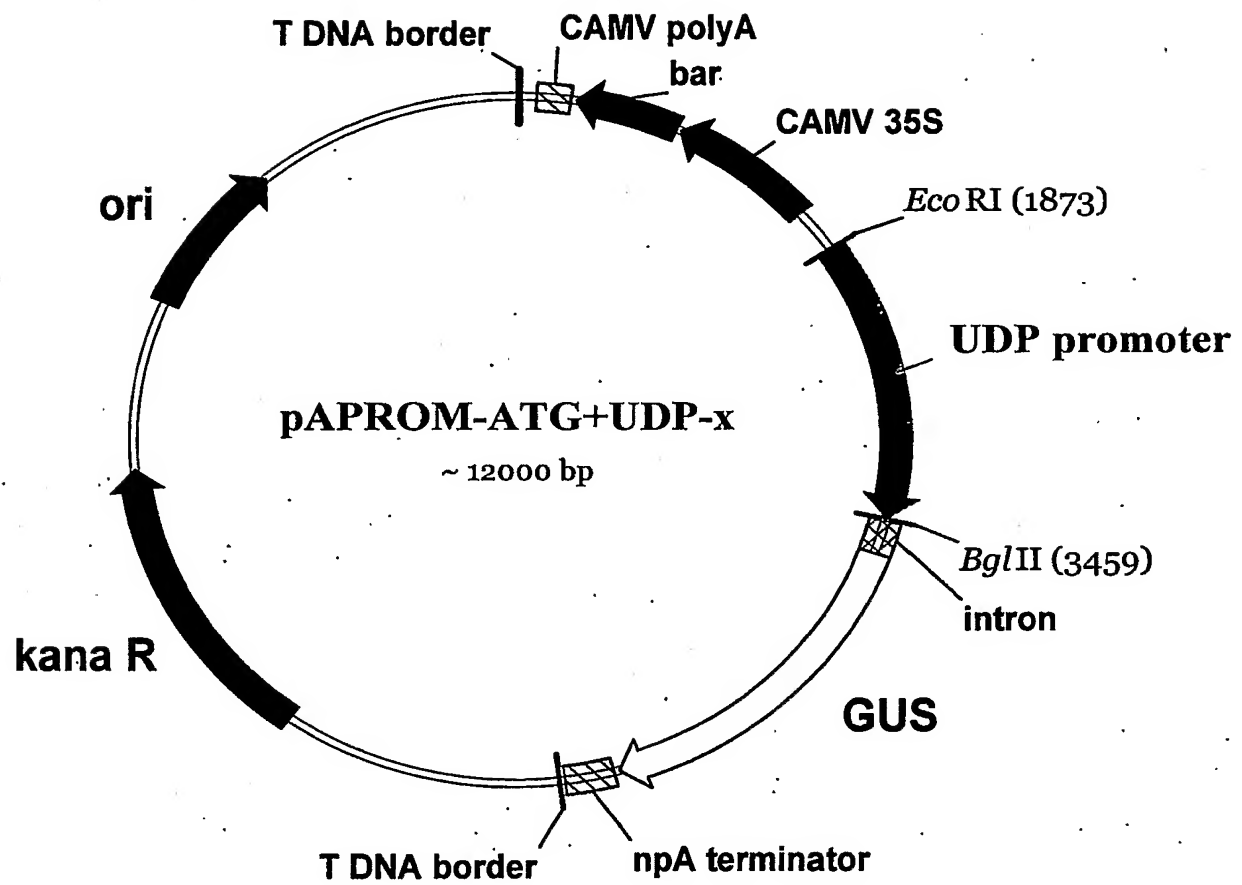 T DNA border
CAMV polyA
bar
CAMV 35S
EcoRI (1873)
ori
UDP promoter
pAPROM-ATG+UDP-x
~ 12000 bp
BglII (3459)
intron
kana R
GUS
T DNA border
npA terminator